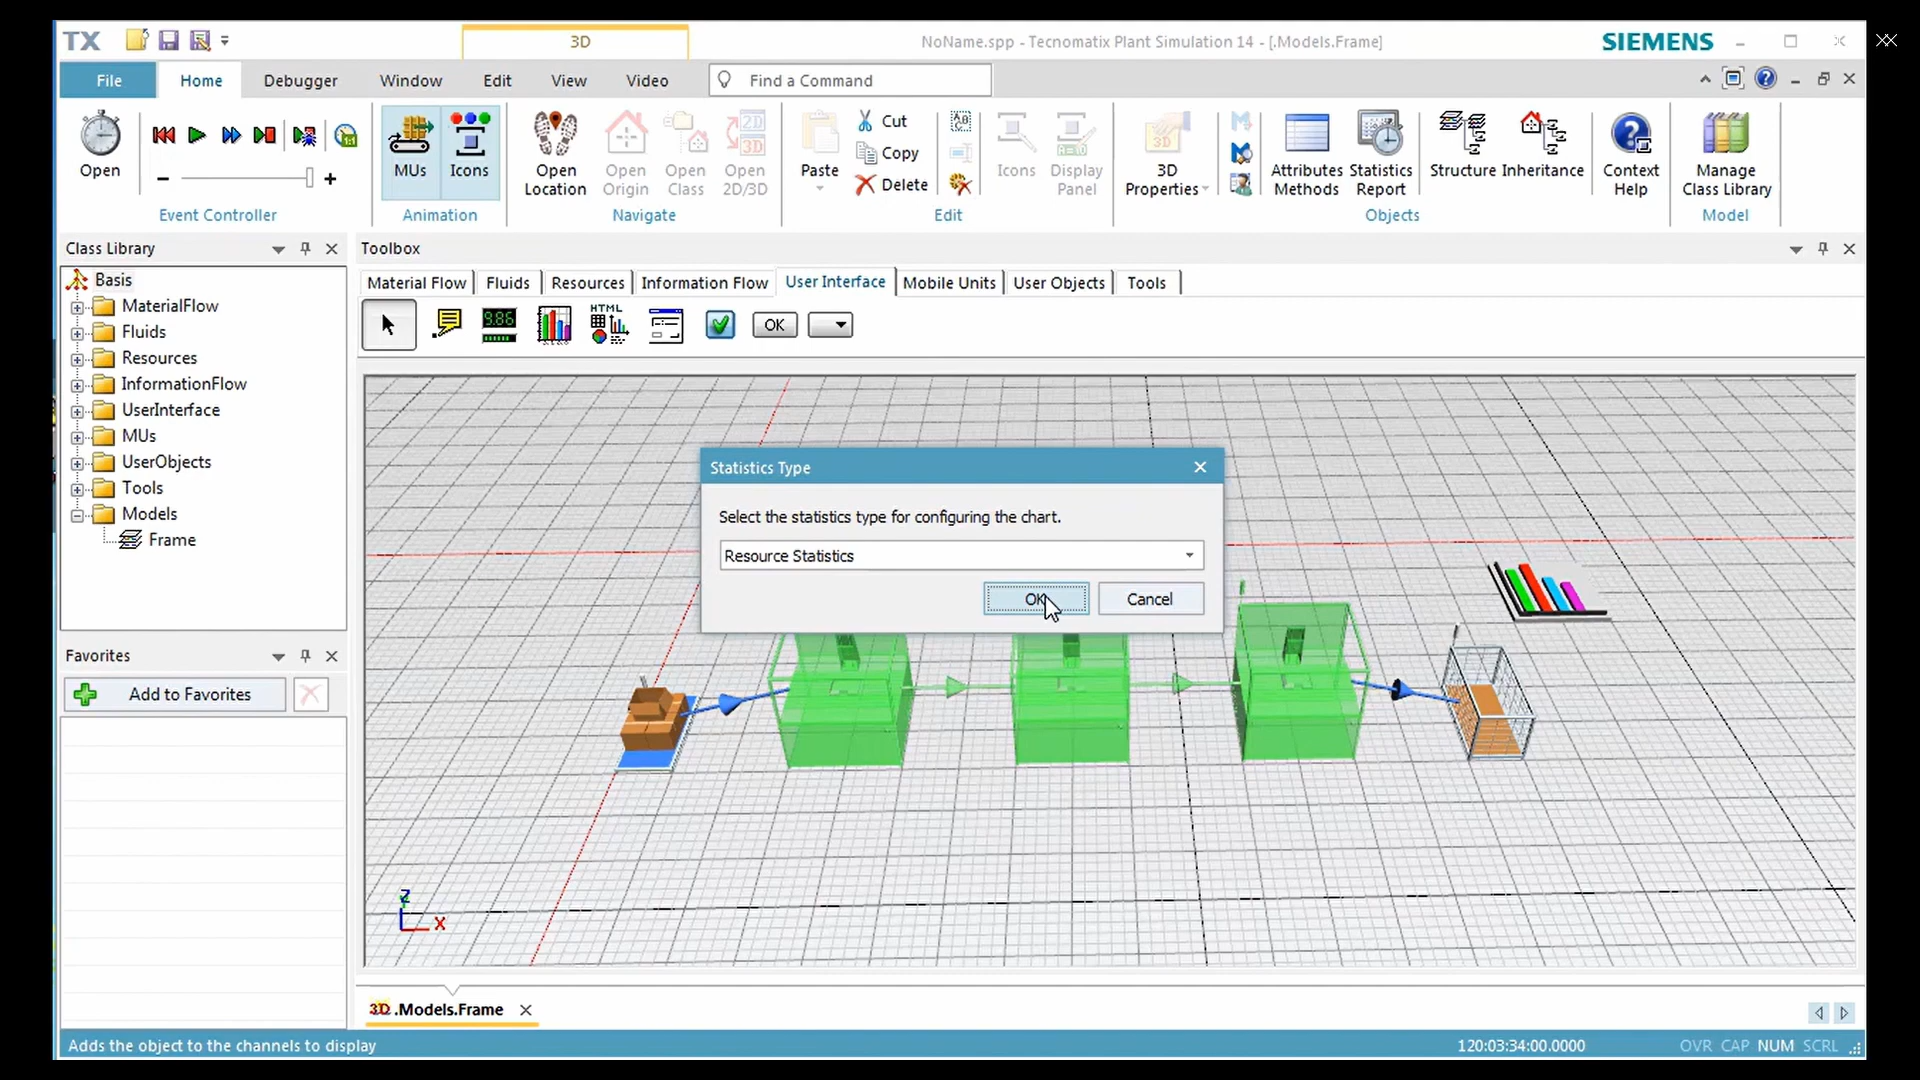 TX
3D
NoName.spp - Tecnomatix Plant Simulation 14 - [.Models.Frame]
SIEMENS
File
Home
Debugger
Window
Edit
View
Video
Find a Command
Open
MUs
Icons
Open Location
Open Origin
Open Class
Open 2D/3D
Paste
Cut
Copy
Delete
Icons
Display Panel
3D Properties
Attributes Methods
Statistics Report
Structure
Inheritance
Context Help
Manage Class Library
Event Controller
Animation
Navigate
Edit
Objects
Model
Class Library
Toolbox
Basis
MaterialFlow
Fluids
Resources
InformationFlow
UserInterface
MUs
UserObjects
Tools
Models
Frame
Material Flow
Fluids
Resources
Information Flow
User Interface
Mobile Units
User Objects
Tools
9.86
HTML
OK
Statistics Type
Select the statistics type for configuring the chart.
Resource Statistics
OK
Cancel
Favorites
Add to Favorites
Z
X
3D .Models.Frame
Adds the object to the channels to display
120:03:34:00.0000
OVR CAP NUM SCRL